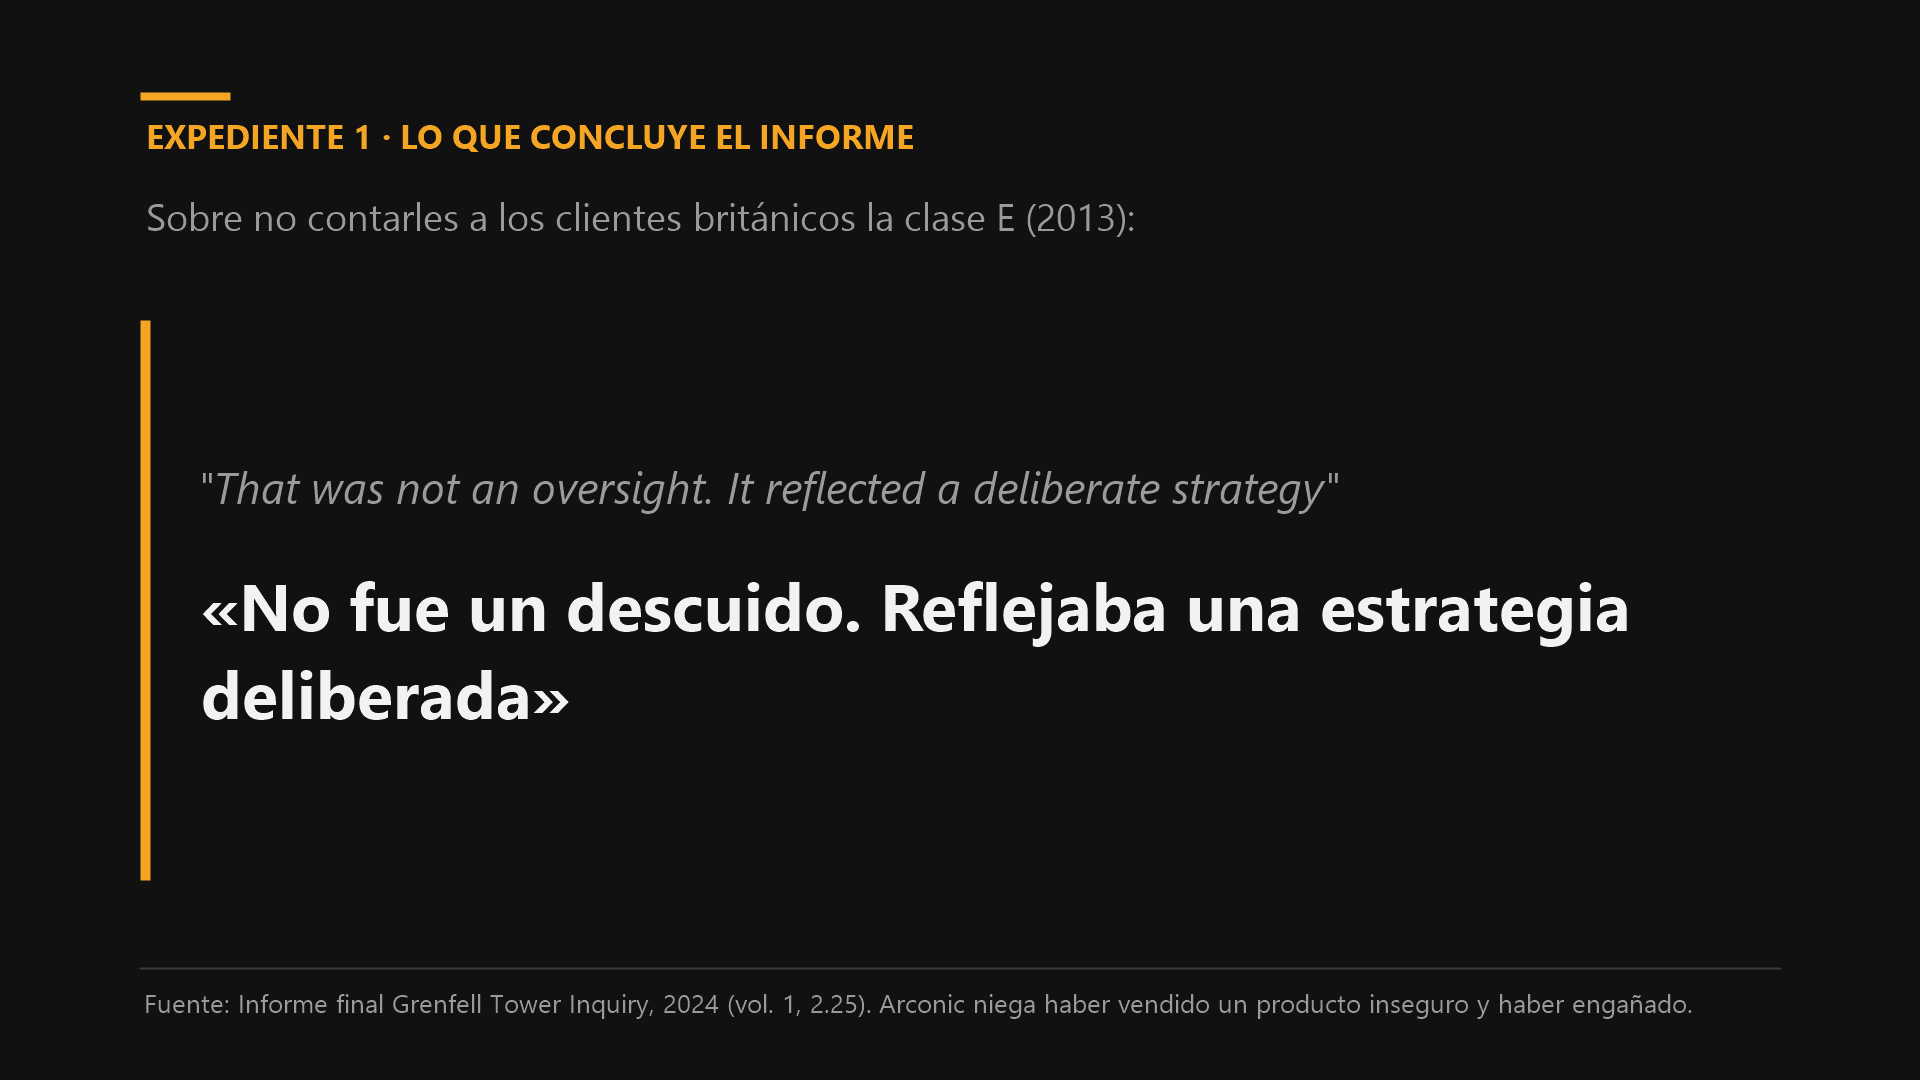 EXPEDIENTE 1 · LO QUE CONCLUYE EL INFORME
Sobre no contarles a los clientes británicos la clase E (2013):
"That was not an oversight. It reflected a deliberate strategy"
«No fue un descuido. Reflejaba una estrategia
deliberada»
Fuente: Informe final Grenfell Tower Inquiry, 2024 (vol. 1, 2.25). Arconic niega haber vendido un producto inseguro y haber engañado.